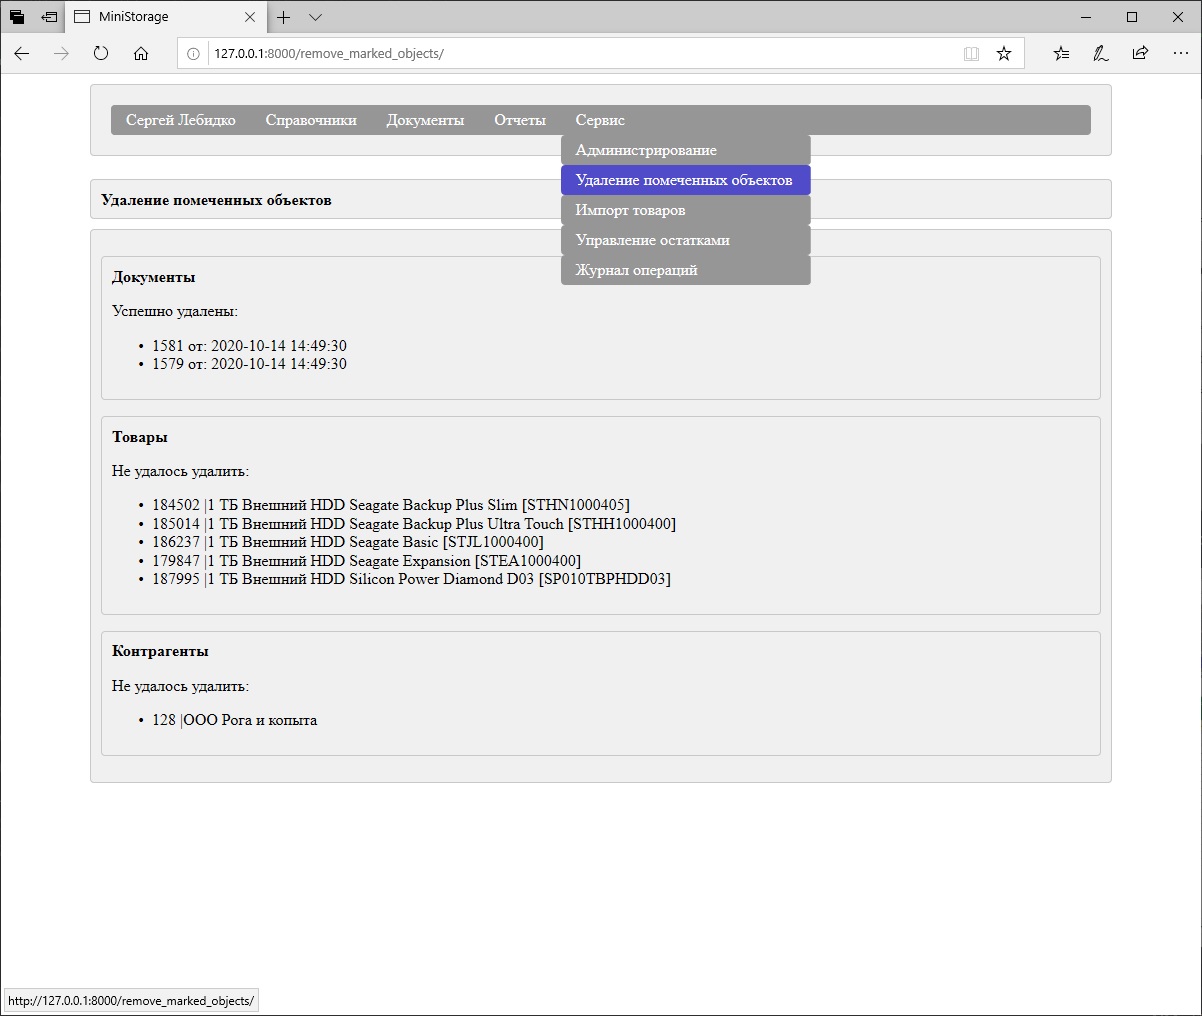 MiniStorage
127.0.0.1:8000/remove_marked_objects/
Сергей Лебидко Справочники Документы Отчеты Сервис
Администрирование
Удаление помеченных объектов
Импорт товаров
Управление остатками
Журнал операций
Удаление помеченных объектов
Документы
Успешно удалены:
• 1581 от: 2020-10-14 14:49:30
• 1579 от: 2020-10-14 14:49:30
Товары
Не удалось удалить:
• 184502 |1 ТБ Внешний HDD Seagate Backup Plus Slim [STHN1000405]
• 185014 |1 ТБ Внешний HDD Seagate Backup Plus Ultra Touch [STHH1000400]
• 186237 |1 ТБ Внешний HDD Seagate Basic [STJL1000400]
• 179847 |1 ТБ Внешний HDD Seagate Expansion [STEA1000400]
• 187995 |1 ТБ Внешний HDD Silicon Power Diamond D03 [SP010TBPHDD03]
Контрагенты
Не удалось удалить:
• 128 |ООО Рога и копыта
http://127.0.0.1:8000/remove_marked_objects/